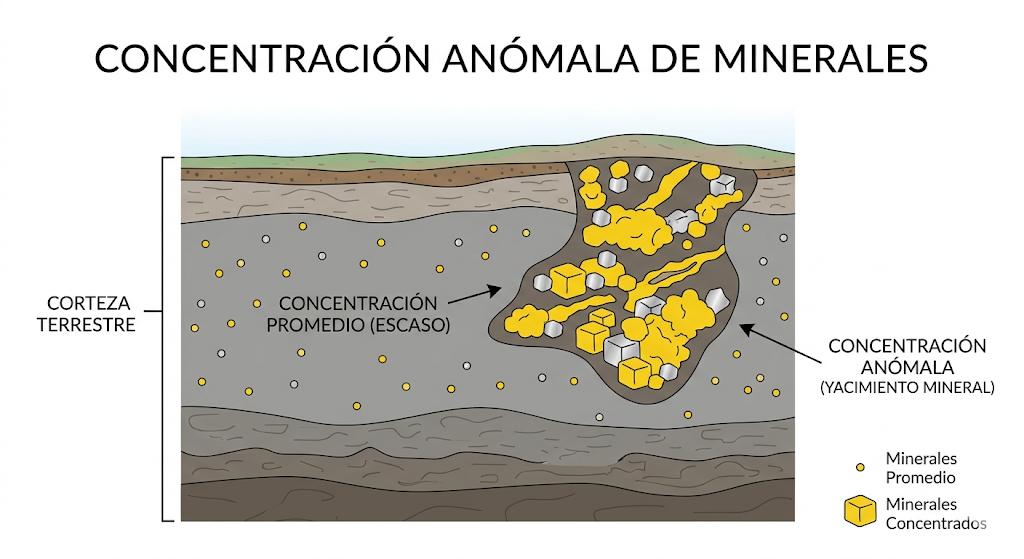 CONCENTRACIÓN ANÓMALA DE MINERALES
CORTEZA
TERRESTRE
CONCENTRACIÓN
PROMEDIO (ESCASO)
CONCENTRACIÓN
ANÓMALA
(YACIMIENTO MINERAL)
Minerales
Promedio
Minerales
Concentrados